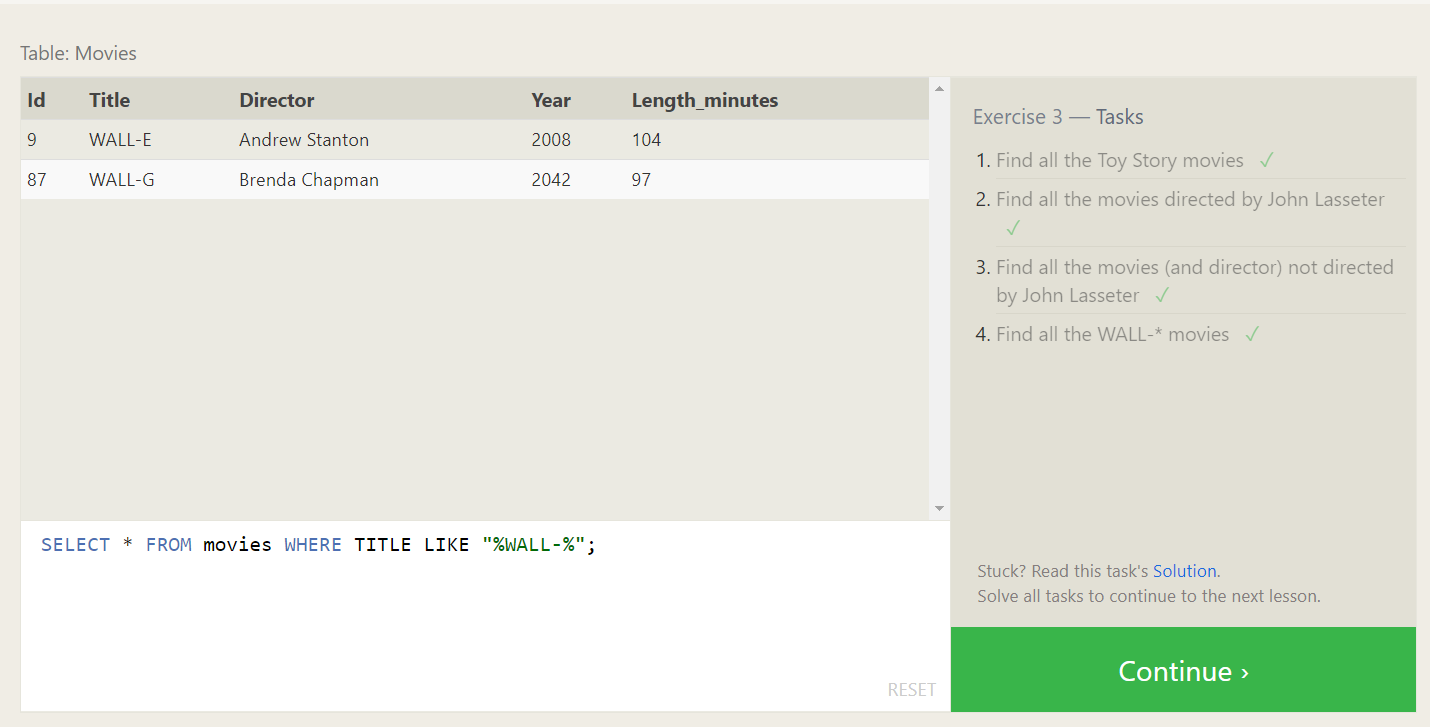 Table: Movies
Id Title Director Year Length_minutes
9 WALL-E Andrew Stanton 2008 104
87 WALL-G Brenda Chapman 2042 97
SELECT * FROM movies WHERE TITLE LIKE "%WALL-%";
RESET
Exercise 3 — Tasks
1. Find all the Toy Story movies ✓
2. Find all the movies directed by John Lasseter
✓
3. Find all the movies (and director) not directed
by John Lasseter ✓
4. Find all the WALL-* movies ✓
Stuck? Read this task's Solution.
Solve all tasks to continue to the next lesson.
Continue ›